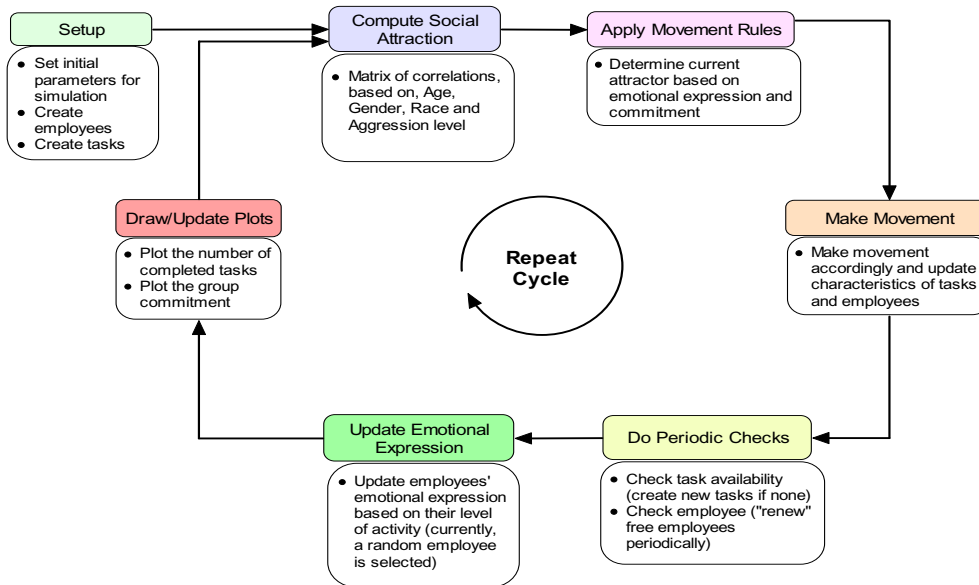 Setup
• Set initial
parameters for
simulation
• Create
employees
• Create tasks
Compute Social
Attraction
• Matrix of correlations,
based on, Age,
Gender, Race and
Aggression level
Apply Movement Rules
• Determine current
attractor based on
emotional expression and
commitment
Make Movement
• Make movement
accordingly and update
characteristics of tasks
and employees
Do Periodic Checks
• Check task availability
(create new tasks if none)
• Check employee ("renew"
free employees
periodically)
Update Emotional
Expression
• Update employees'
emotional expression
based on their level
of activity (currently,
a random employee
is selected)
Draw/Update Plots
• Plot the number of
completed tasks
• Plot the group
commitment
Repeat
Cycle